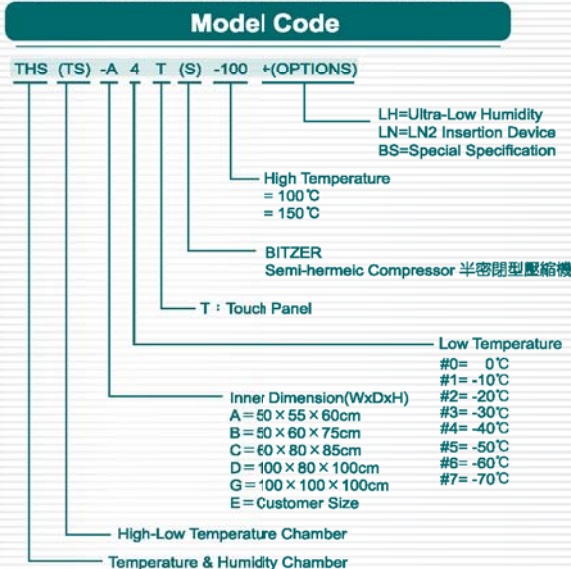 Model Code
THS (TS) -A 4 T (S) -100 +(OPTIONS)
LH=Ultra-Low Humidity
LN=LN2 Insertion Device
BS=Special Specification
High Temperature
= 100℃
= 150℃
BITZER
Semi-hermeic Compressor 半密閉型壓縮機
T：Touch Panel
Low Temperature
#0= 0℃
#1= -10℃
#2= -20℃
#3= -30℃
#4= -40℃
#5= -50℃
#6= -60℃
#7= -70℃
Inner Dimension(WxDxH)
A=50×55×60cm
B=50×60×75cm
C=60×80×85cm
D=100×80×100cm
G=100×100×100cm
E=Customer Size
High-Low Temperature Chamber
Temperature & Humidity Chamber